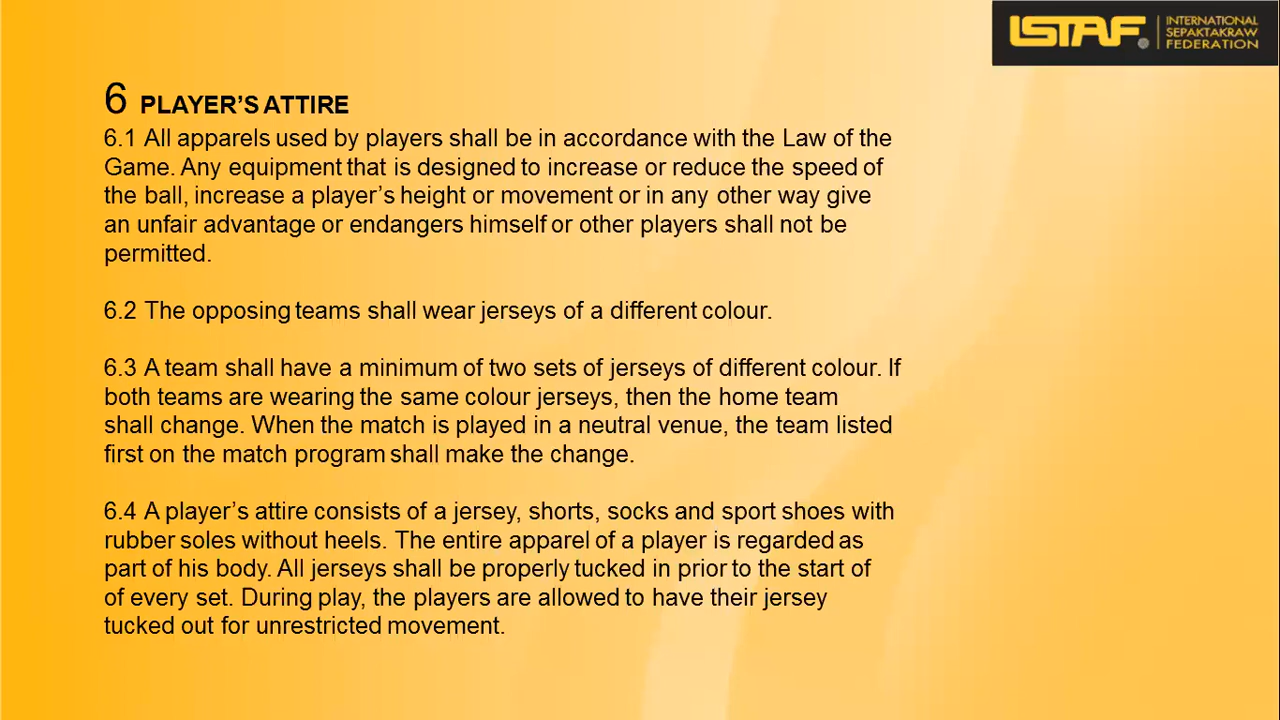 ISTAF
INTERNATIONAL
SEPAKTAKRAW
FEDERATION
6 PLAYER'S ATTIRE
6.1 All apparels used by players shall be in accordance with the Law of the
Game. Any equipment that is designed to increase or reduce the speed of
the ball, increase a player's height or movement or in any other way give
an unfair advantage or endangers himself or other players shall not be
permitted.
6.2 The opposing teams shall wear jerseys of a different colour.
6.3 A team shall have a minimum of two sets of jerseys of different colour. If
both teams are wearing the same colour jerseys, then the home team
shall change. When the match is played in a neutral venue, the team listed
first on the match program shall make the change.
6.4 A player's attire consists of a jersey, shorts, socks and sport shoes with
rubber soles without heels. The entire apparel of a player is regarded as
part of his body. All jerseys shall be properly tucked in prior to the start of
of every set. During play, the players are allowed to have their jersey
tucked out for unrestricted movement.